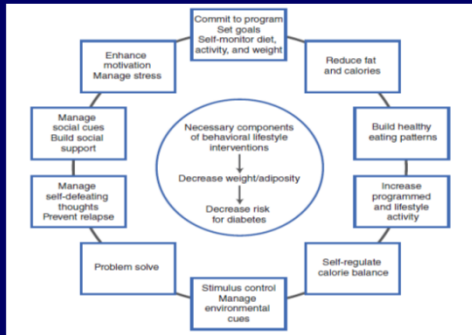 Commit to program
Set goals
Self-monitor diet,
activity, and weight
Reduce fat
and calories
Build healthy
eating patterns
Increase
programmed
and lifestyle
activity
Self-regulate
calorie balance
Stimulus control
Manage
environmental
cues
Problem solve
Manage
self-defeating
thoughts
Prevent relapse
Manage
social cues
Build social
support
Enhance
motivation
Manage stress
Necessary components
of behavioral lifestyle
interventions
Decrease weight/adiposity
Decrease risk
for diabetes